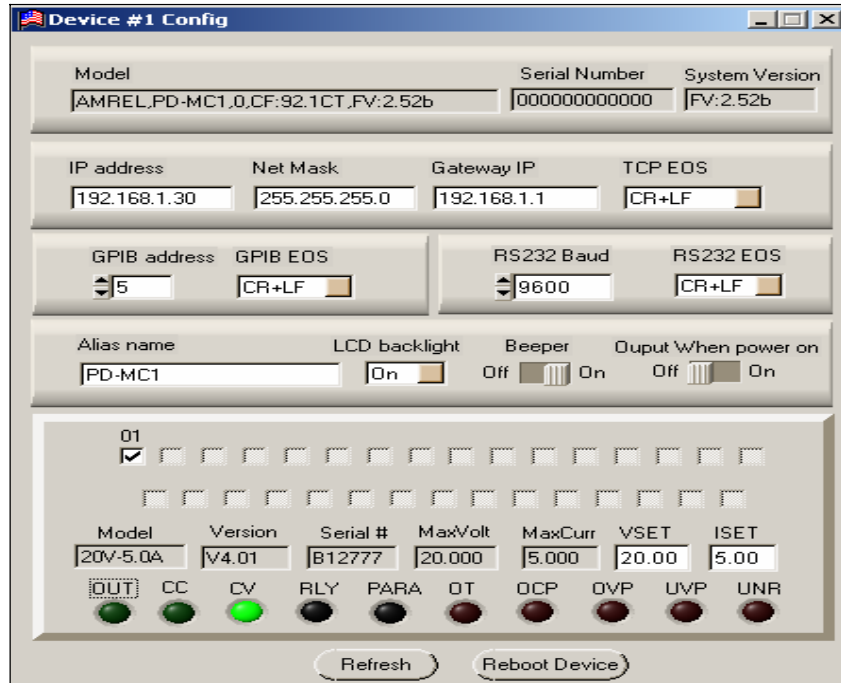 Device #1 Config
Model Serial Number System Version
AMREL,PD-MC1,0,CF:92.1CT,FV:2.52b 000000000000 FV:2.52b
IP address Net Mask Gateway IP TCP EOS
192.168.1.30 255.255.255.0 192.168.1.1 CR+LF
GPIB address GPIB EOS RS232 Baud RS232 EOS
5 CR+LF 9600 CR+LF
Alias name LCD backlight Beeper Ouput When power on
PD-MC1 On Off On Off On
01
Model Version Serial # MaxVolt MaxCurr VSET ISET
20V-5.0A V4.01 B12777 20.000 5.000 20.00 5.00
OUT CC CV RLY PARA OT OCP OVP UVP UNR
Refresh Reboot Device